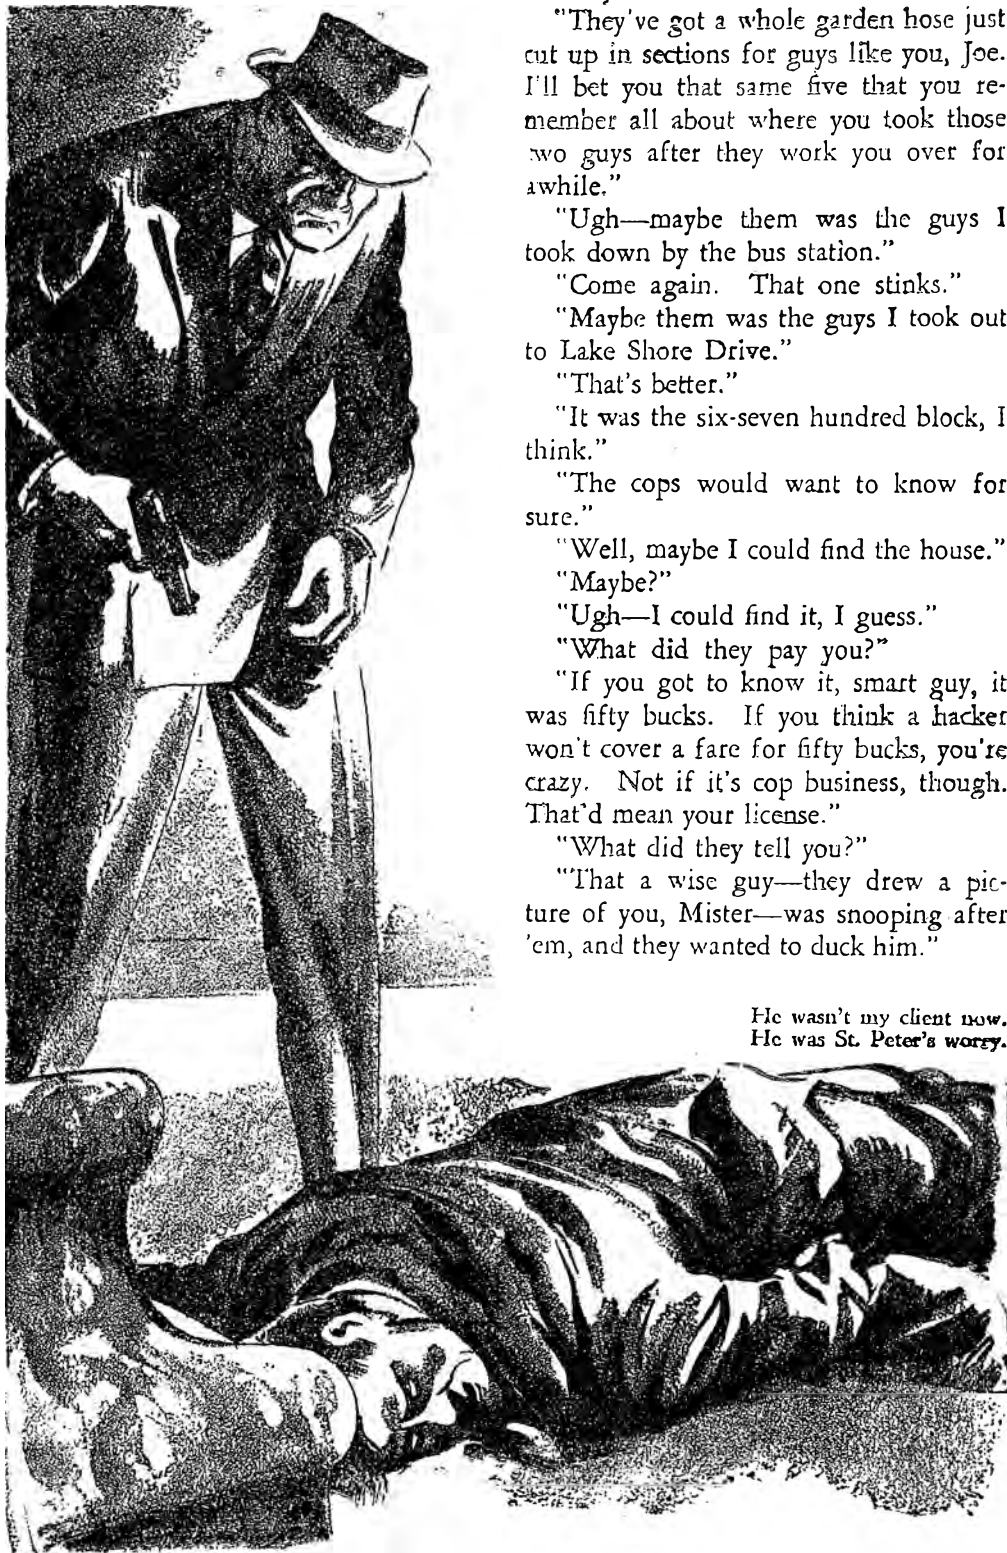 "They've got a whole garden hose just
cut up in sections for guys like you, Joe.
I'll bet you that same five that you re-
member all about where you took those
two guys after they work you over for
awhile."
"Ugh—maybe them was the guys I
took down by the bus station."
"Come again. That one stinks."
"Maybe them was the guys I took out
to Lake Shore Drive."
"That's better."
"It was the six-seven hundred block, I
think."
"The cops would want to know for
sure."
"Well, maybe I could find the house."
"Maybe?"
"Ugh—I could find it, I guess."
"What did they pay you?"
"If you got to know it, smart guy, it
was fifty bucks. If you think a hacker
won't cover a fare for fifty bucks, you're
crazy. Not if it's cop business, though.
That'd mean your license."
"What did they tell you?"
"That a wise guy—they drew a pic-
ture of you, Mister—was snooping after
'em, and they wanted to duck him."
He wasn't my client now.
He was St. Peter's worry.